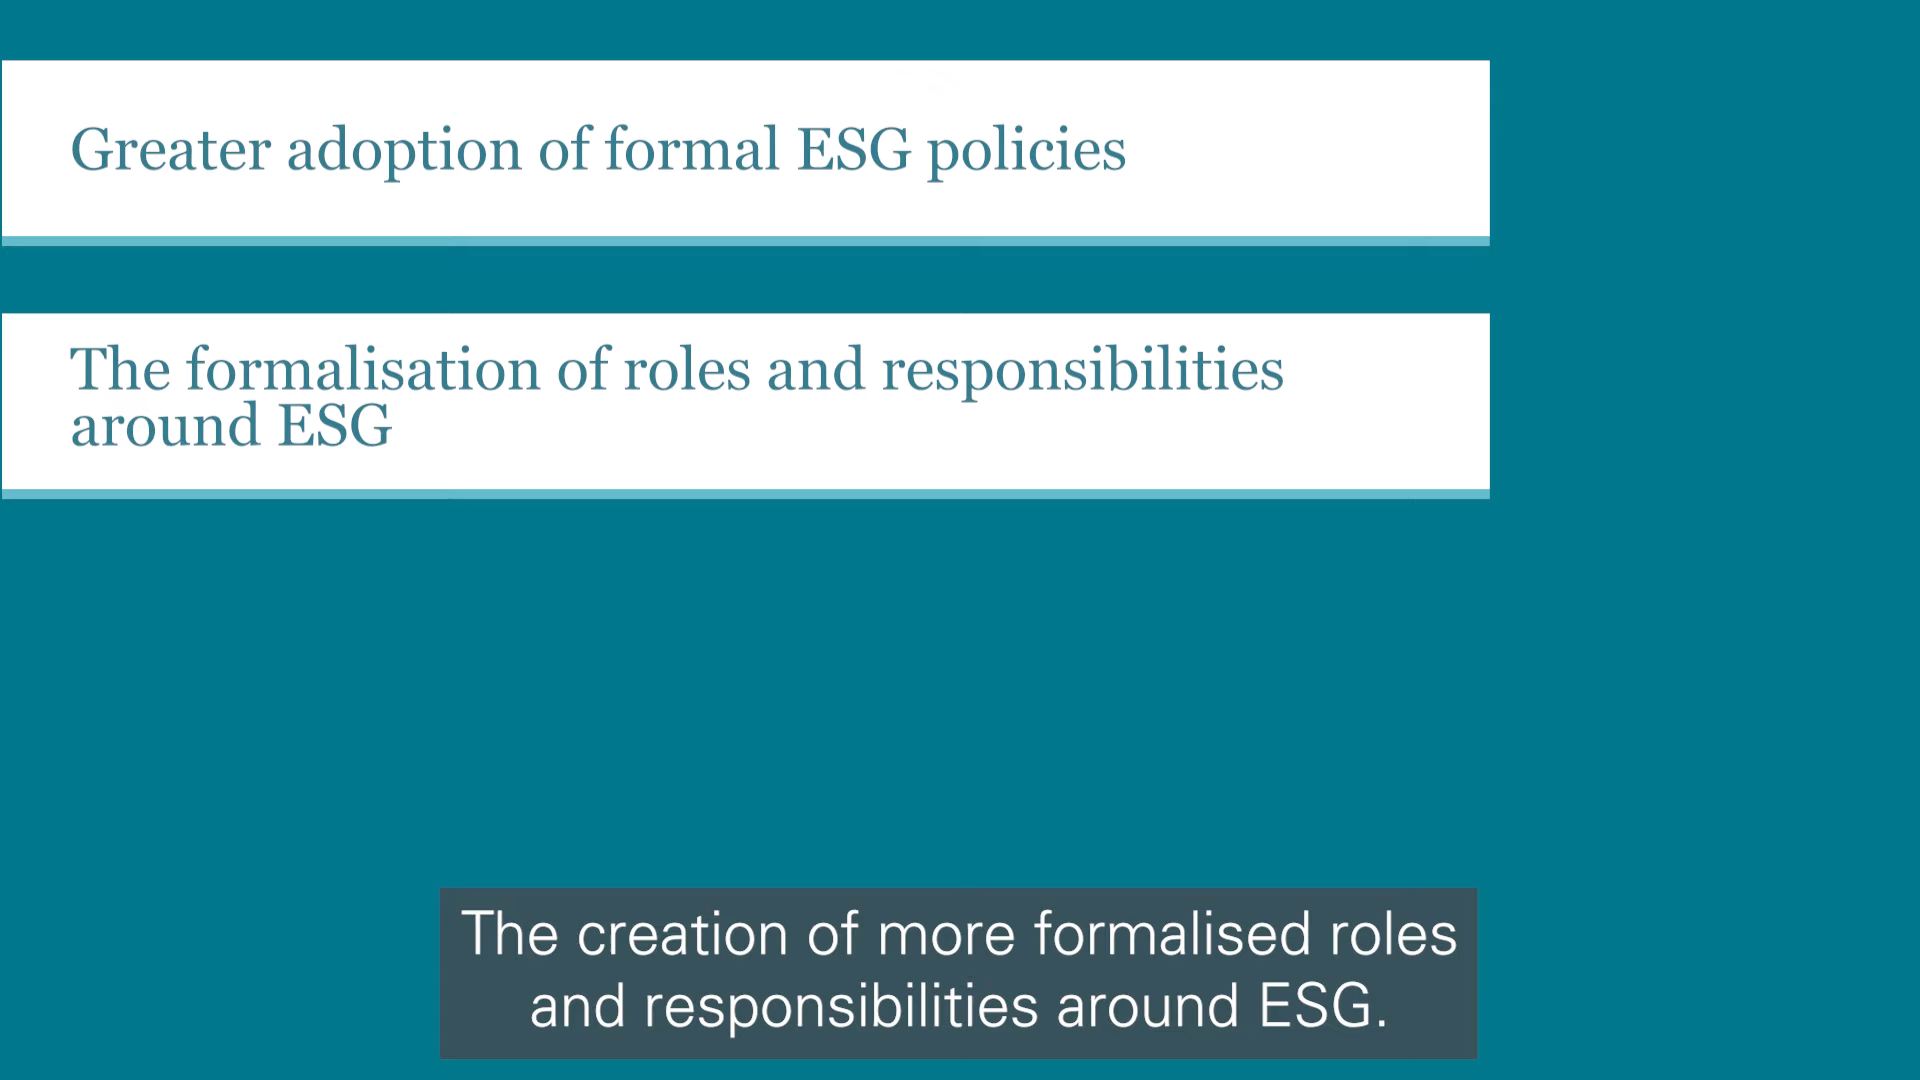 Greater adoption of formal ESG policies
The formalisation of roles and responsibilities
around ESG
The creation of more formalised roles
and responsibilities around ESG.